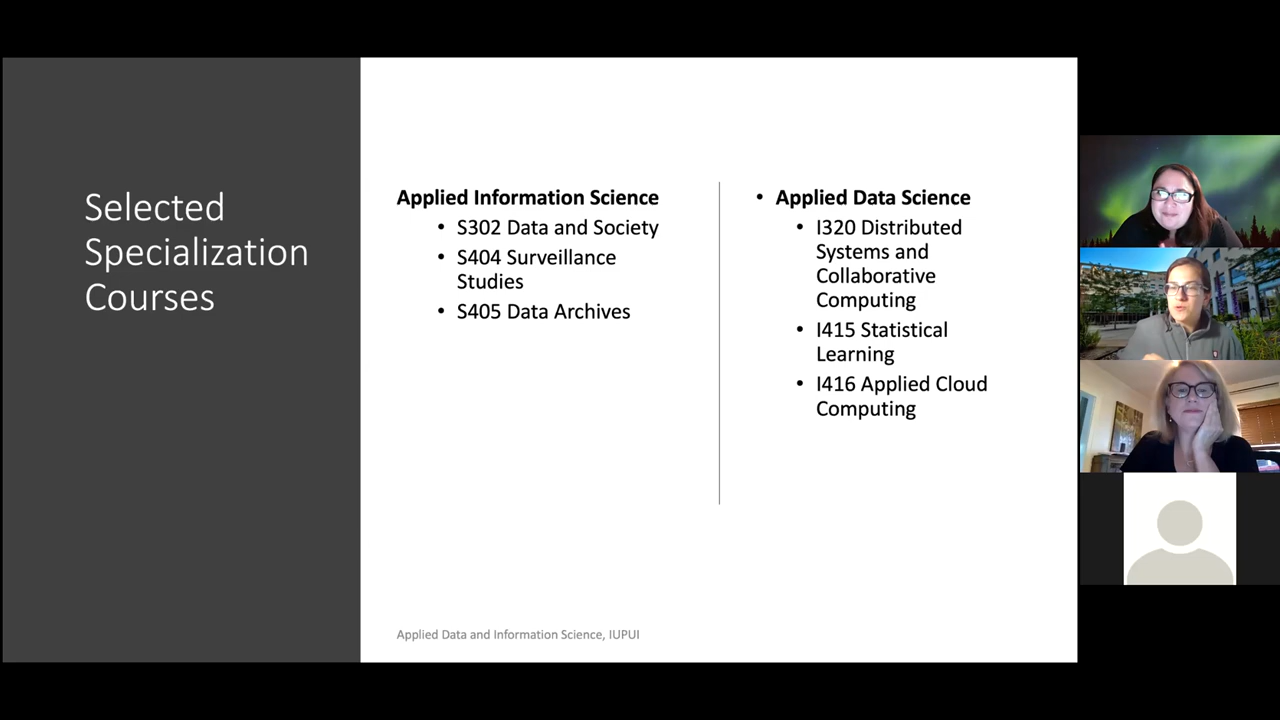 Selected
Specialization
Courses
Applied Information Science
• S302 Data and Society
• S404 Surveillance
Studies
• S405 Data Archives
• Applied Data Science
• I320 Distributed
Systems and
Collaborative
Computing
• I415 Statistical
Learning
• I416 Applied Cloud
Computing
Applied Data and Information Science, IUPUI